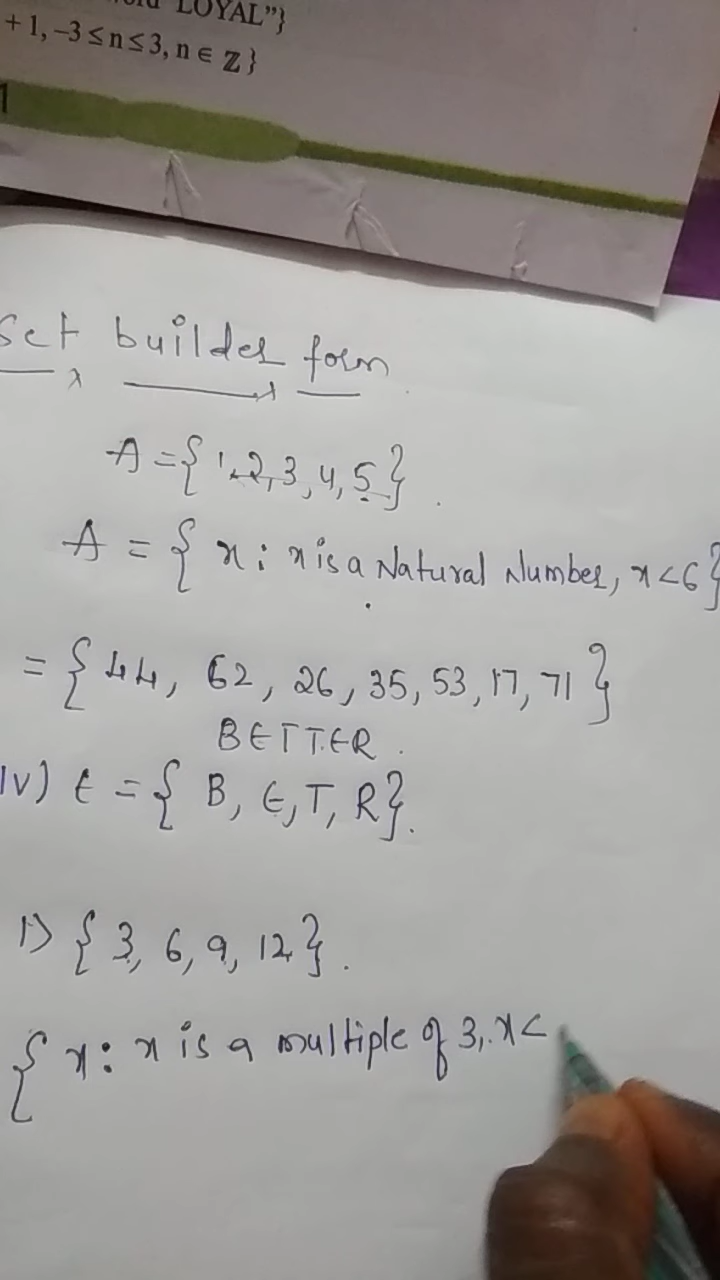 LOYAL”}
+ 1, –3 ≤ n ≤ 3, n ∈ Z}
1
Set builder form.
A = { 1, 2, 3, 4, 5 }.
A = { x : x is a Natural Number, x < 6 }
= { 44, 62, 26, 35, 53, 17, 71 }
BETTER.
IV) E = { B, E, T, R }.
1) { 3, 6, 9, 12 }.
{ x : x is a multiple of 3, x <